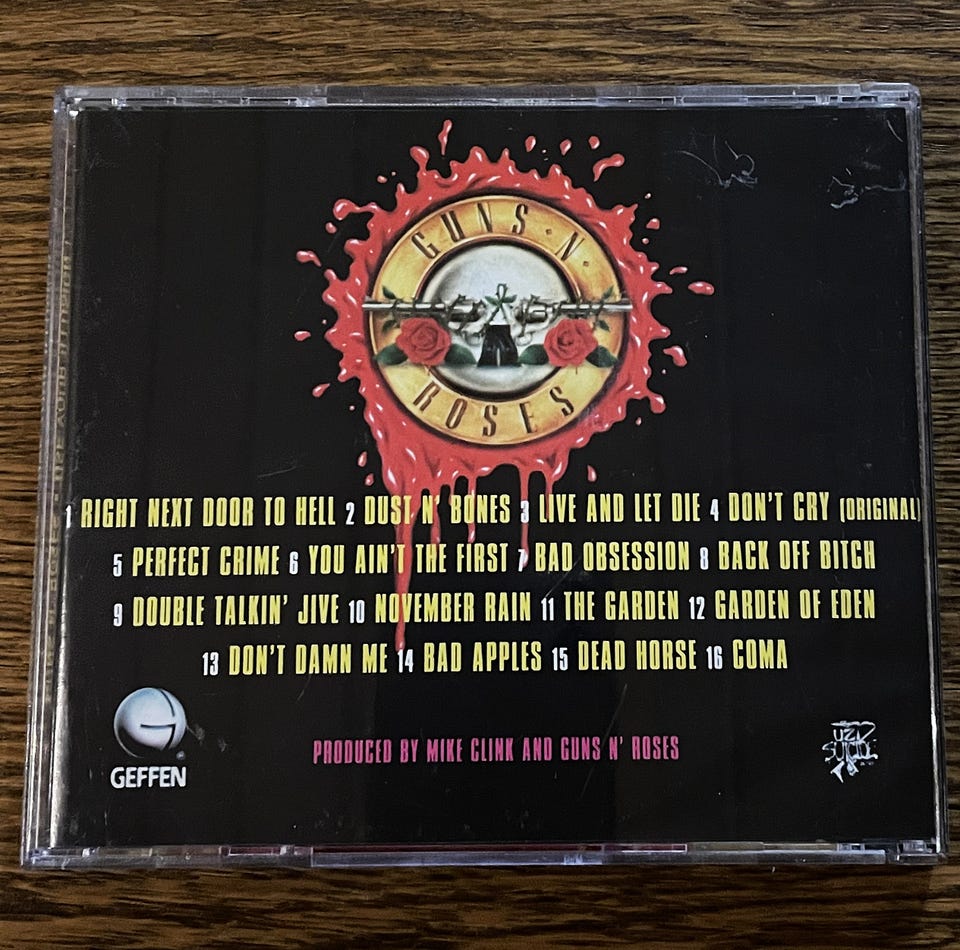 GUNS · N ·
ROSES
1 RIGHT NEXT DOOR TO HELL 2 DUST N' BONES 3 LIVE AND LET DIE 4 DON'T CRY (ORIGINAL)
5 PERFECT CRIME 6 YOU AIN'T THE FIRST 7 BAD OBSESSION 8 BACK OFF BITCH
9 DOUBLE TALKIN' JIVE 10 NOVEMBER RAIN 11 THE GARDEN 12 GARDEN OF EDEN
13 DON'T DAMN ME 14 BAD APPLES 15 DEAD HORSE 16 COMA
PRODUCED BY MIKE CLINK AND GUNS N' ROSES
GEFFEN
UZI
SUICIDE